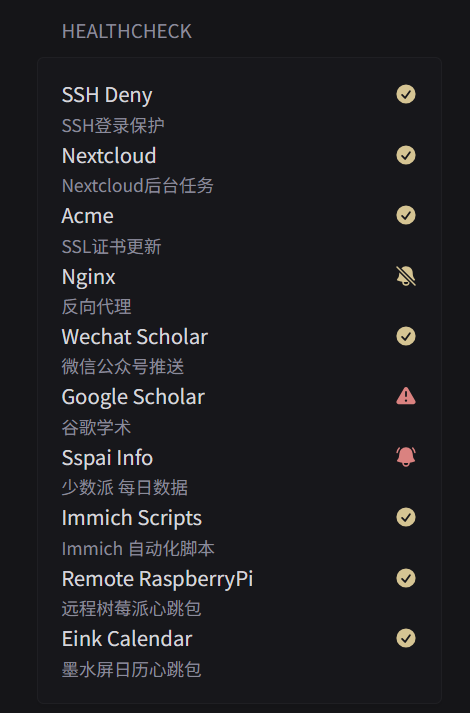 HEALTHCHECK
SSH Deny
SSH登录保护
Nextcloud
Nextcloud后台任务
Acme
SSL证书更新
Nginx
反向代理
Wechat Scholar
微信公众号推送
Google Scholar
谷歌学术
Sspai Info
少数派 每日数据
Immich Scripts
Immich 自动化脚本
Remote RaspberryPi
远程树莓派心跳包
Eink Calendar
墨水屏日历心跳包